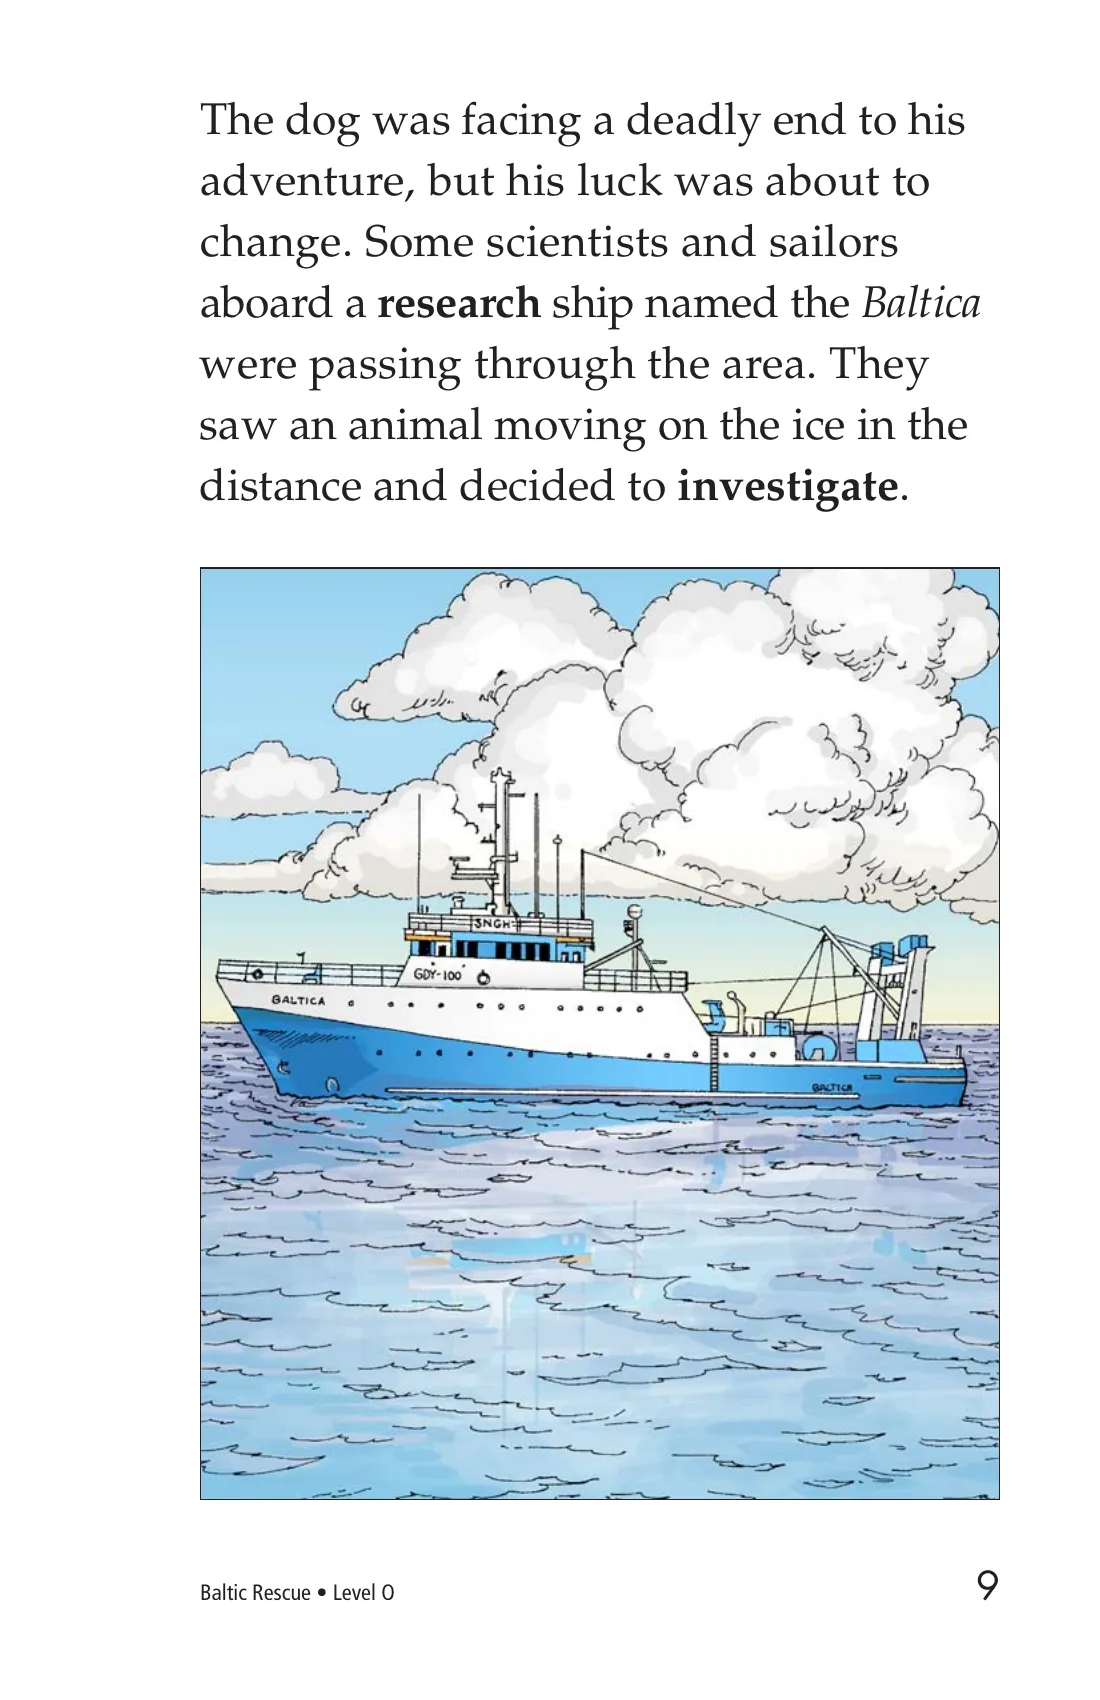 The dog was facing a deadly end to his
adventure, but his luck was about to
change. Some scientists and sailors
aboard a research ship named the Baltica
were passing through the area. They
saw an animal moving on the ice in the
distance and decided to investigate.
SNGH
GDY-100
BALTICA
BALTICA
Baltic Rescue • Level O
9